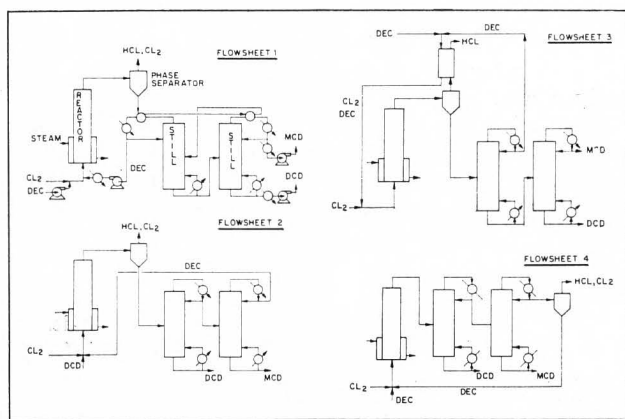 FLOWSHEET 1
HCL, CL2
PHASE
SEPARATOR
REACTOR
STEAM
STILL
STILL
MCD
DCD
DEC
CL2
DEC
FLOWSHEET 2
HCL, CL2
DEC
CL2
DCD
DCD
MCD
FLOWSHEET 3
DEC
DEC
HCL
CL2
DEC
CL2
DCD
FLOWSHEET 4
HCL, CL2
CL2
DEC
DEC
DCD
MCD